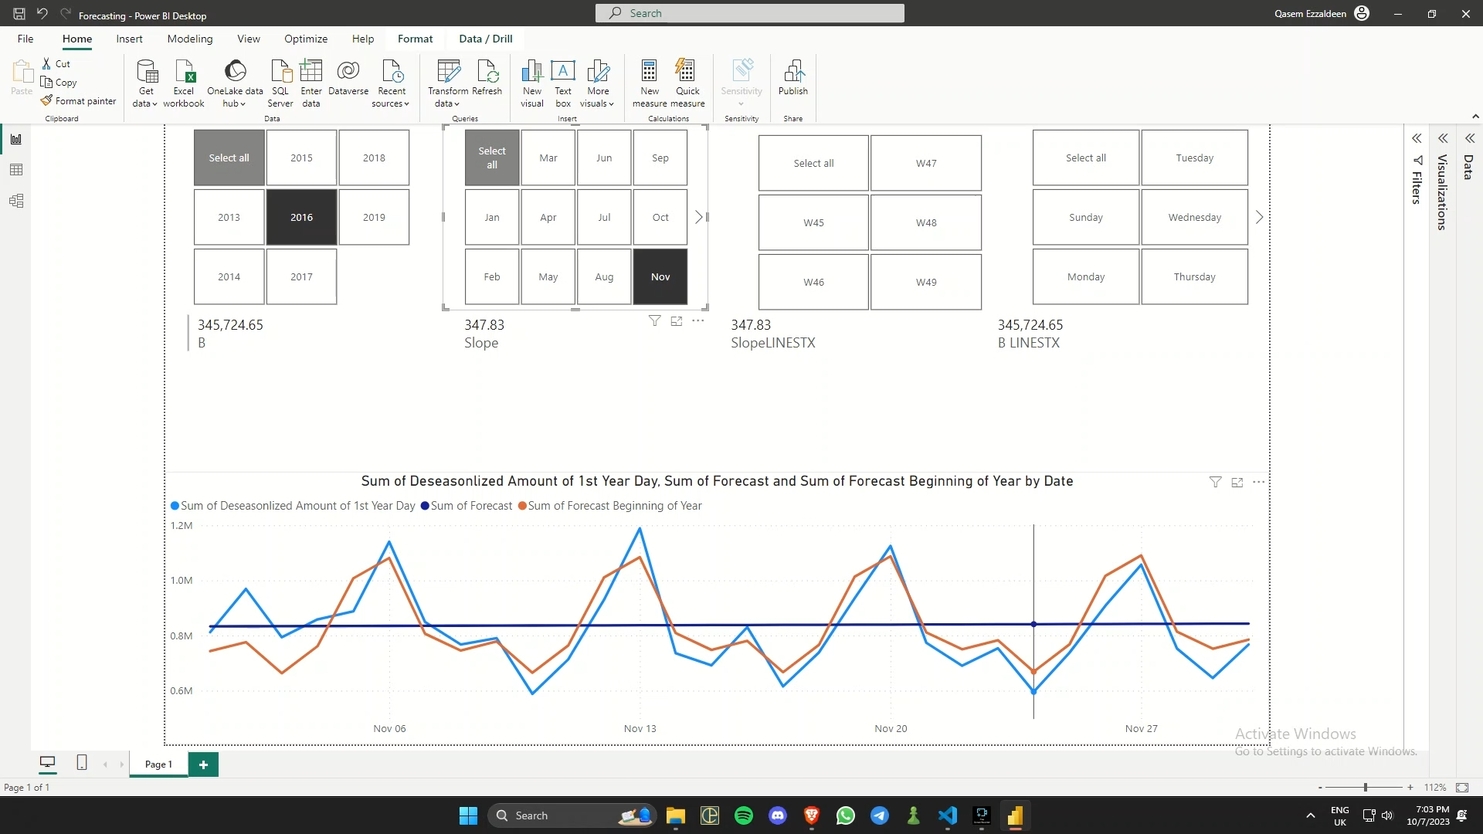 Forecasting - Power BI Desktop
Search
Qasem Ezzaldeen
File Home Insert Modeling View Optimize Help Format Data / Drill
Paste
Cut
Copy
Format painter
Clipboard
Get data
Excel workbook
OneLake data hub
SQL Server
Enter data
Dataverse
Recent sources
Data
Transform data
Refresh
Queries
New visual
Text box
More visuals
Insert
New measure
Quick measure
Calculations
Sensitivity
Sensitivity
Publish
Share
Select all 2015 2018
2013 2016 2019
2014 2017
Select all Mar Jun Sep
Jan Apr Jul Oct
Feb May Aug Nov
Select all W47
W45 W48
W46 W49
Select all Tuesday
Sunday Wednesday
Monday Thursday
Filters
Visualizations
Data
345,724.65
B
347.83
Slope
347.83
SlopeLINESTX
345,724.65
B LINESTX
Sum of Deseasonlized Amount of 1st Year Day, Sum of Forecast and Sum of Forecast Beginning of Year by Date
Sum of Deseasonlized Amount of 1st Year Day Sum of Forecast Sum of Forecast Beginning of Year
1.2M
1.0M
0.8M
0.6M
Nov 06 Nov 13 Nov 20 Nov 27
Activate Windows
Go to Settings to activate Windows.
Page 1
Page 1 of 1
112%
Search
ENG
UK
7:03 PM
10/7/2023